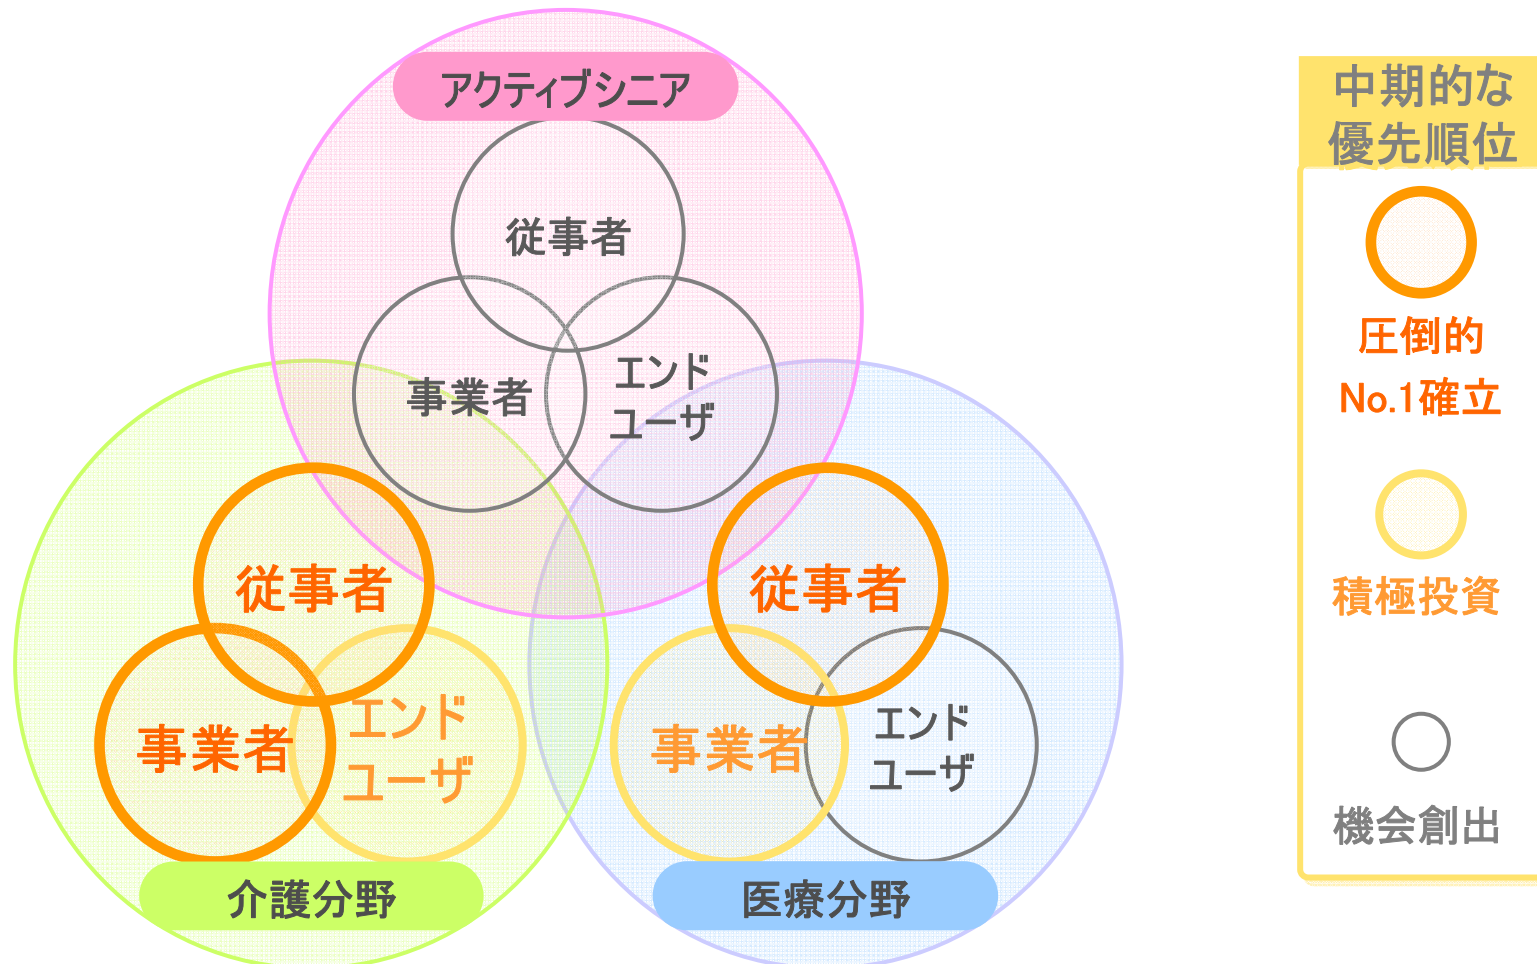 アクティブシニア
従事者
事業者
エンド
ユーザ
従事者
事業者
エンド
ユーザ
介護分野
従事者
事業者
エンド
ユーザ
医療分野
中期的な
優先順位
圧倒的
No.1確立
積極投資
機会創出